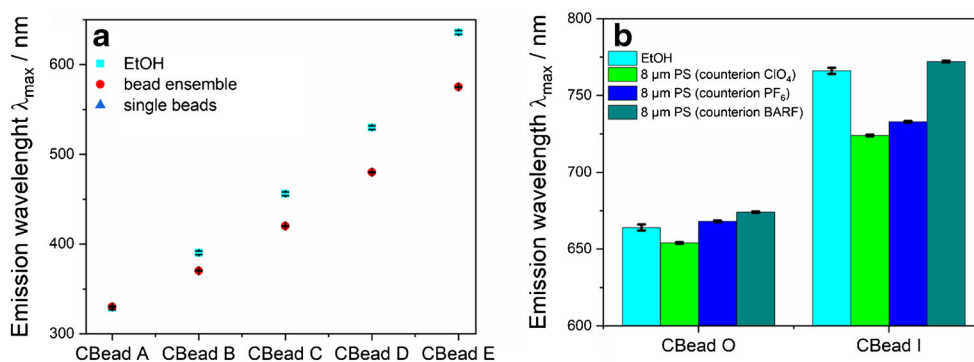 a
EtOH
bead ensemble
single beads
Emission wavelenght λmax / nm
600
500
400
300
CBead A CBead B CBead C CBead D CBead E
b
EtOH
8 µm PS (counterion ClO4)
8 µm PS (counterion PF6)
8 µm PS (counterion BARF)
Emission wavelength λmax / nm
800
750
700
650
600
CBead O CBead I